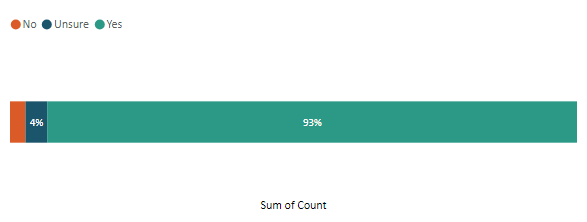 No Unsure Yes
4% 93%
Sum of Count